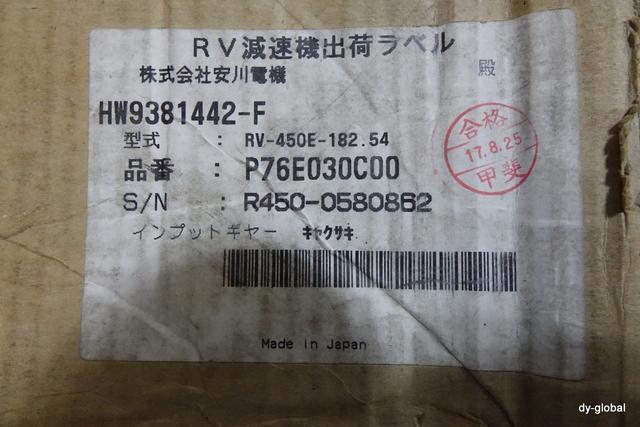 RV減速機出荷ラベル
株式会社安川電機 殿
HW9381442-F
型式 : RV-450E-182.54
品番 : P76E030C00
S/N : R450-0580862
インプットギヤー ｷｬｸｻｷ
合格
17.8.25
甲斐
Made in Japan
dy-global